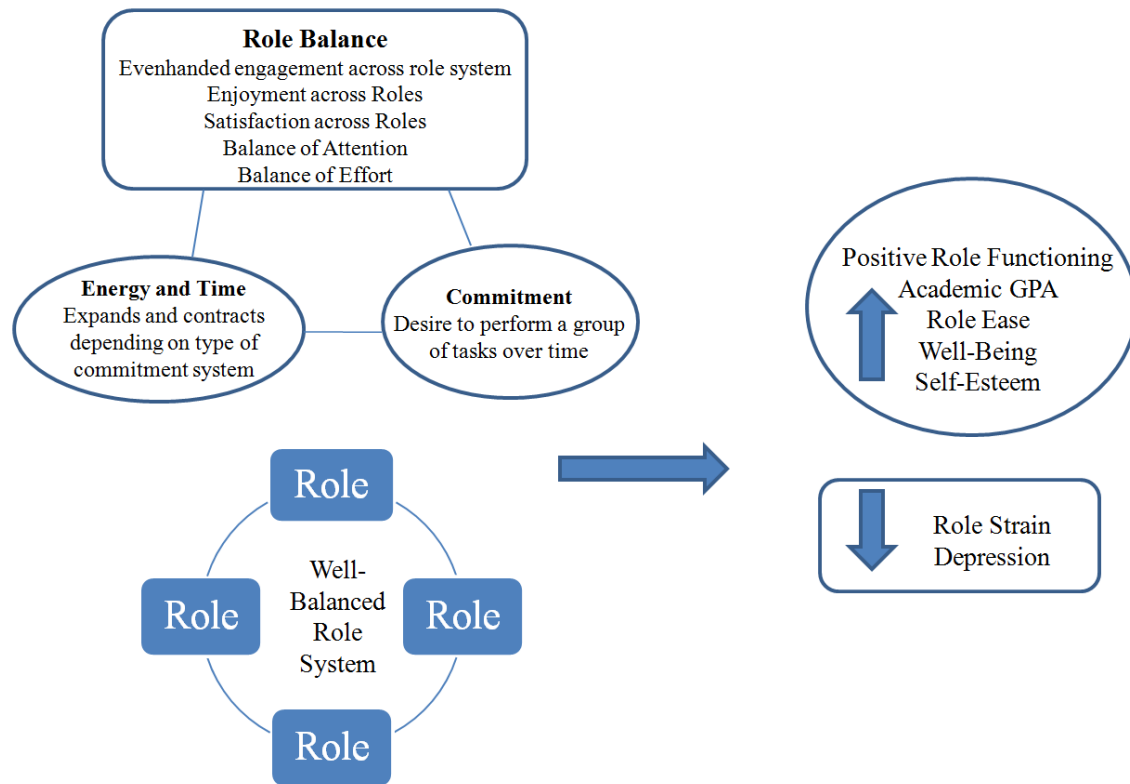 Role Balance
Evenhanded engagement across role system
Enjoyment across Roles
Satisfaction across Roles
Balance of Attention
Balance of Effort
Energy and Time
Expands and contracts
depending on type of
commitment system
Commitment
Desire to perform a group
of tasks over time
Positive Role Functioning
Academic GPA
Role Ease
Well-Being
Self-Esteem
Role Strain
Depression
Role
Role
Well-
Balanced
Role
System
Role
Role